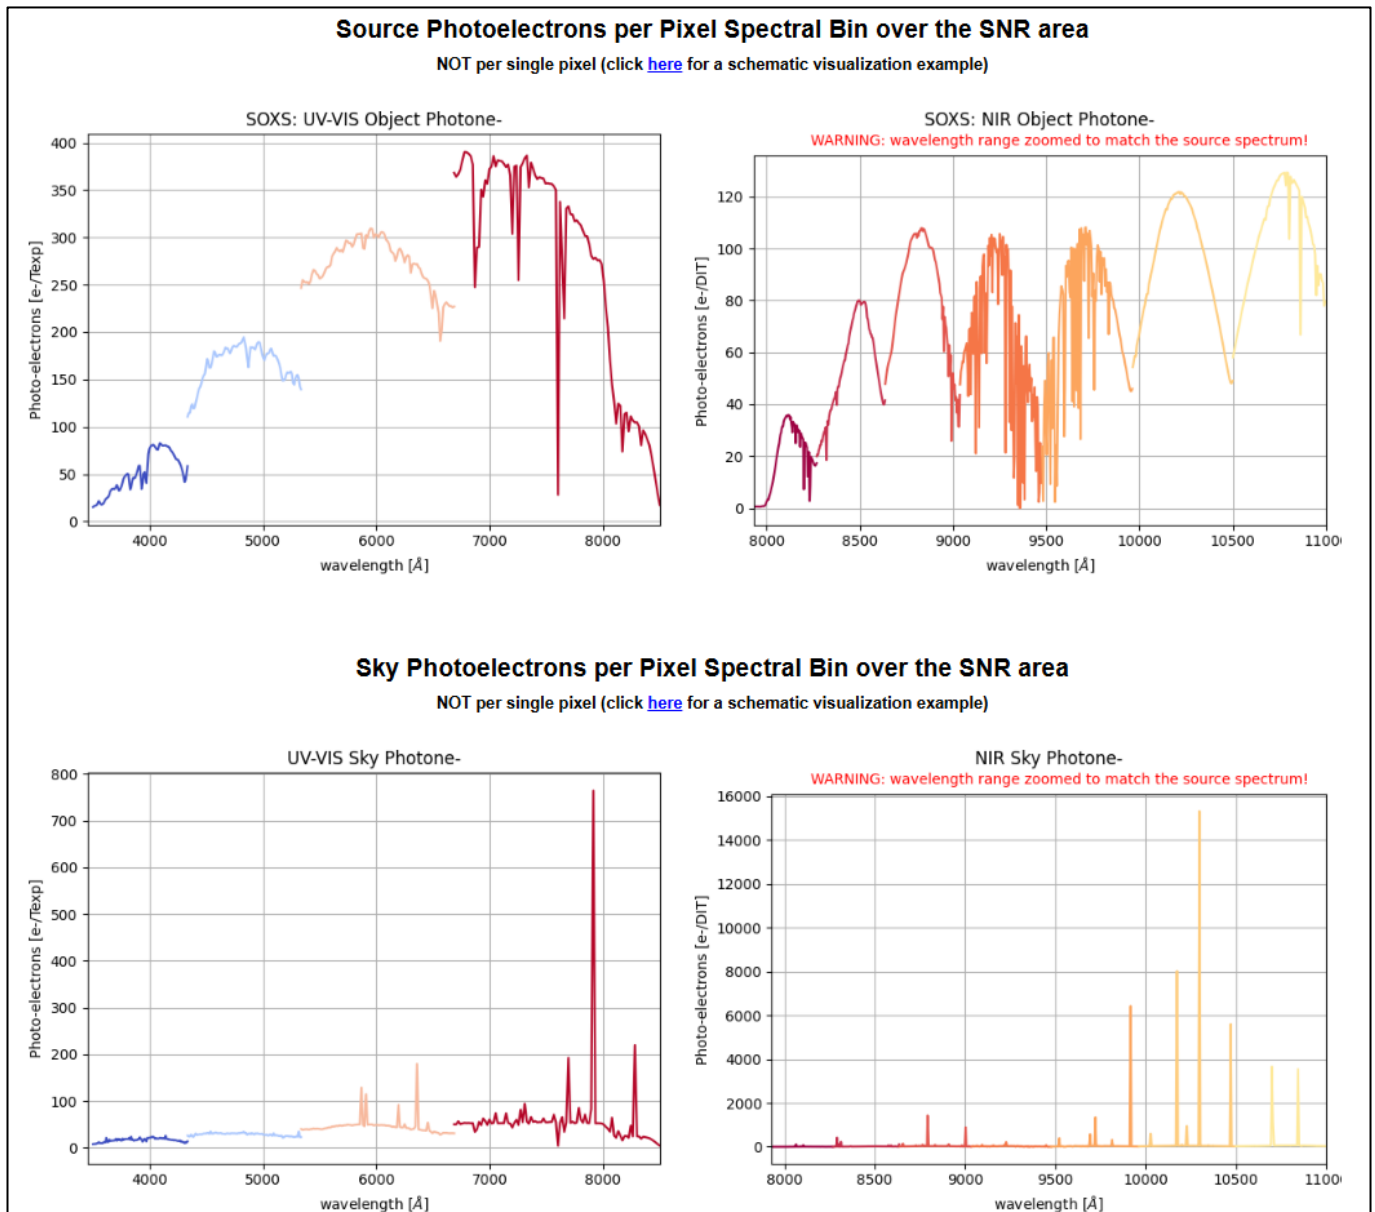 Source Photoelectrons per Pixel Spectral Bin over the SNR area
NOT per single pixel (click here for a schematic visualization example)
SOXS: UV-VIS Object Photone-
400
350
300
250
200
150
100
50
0
Photo-electrons [e-/Texp]
4000 5000 6000 7000 8000
wavelength [Å]
SOXS: NIR Object Photone-
WARNING: wavelength range zoomed to match the source spectrum!
120
100
80
60
40
20
0
Photo-electrons [e-/DIT]
8000 8500 9000 9500 10000 10500 1100
wavelength [Å]
Sky Photoelectrons per Pixel Spectral Bin over the SNR area
NOT per single pixel (click here for a schematic visualization example)
UV-VIS Sky Photone-
800
700
600
500
400
300
200
100
0
Photo-electrons [e-/Texp]
4000 5000 6000 7000 8000
wavelength [Å]
NIR Sky Photone-
WARNING: wavelength range zoomed to match the source spectrum!
16000
14000
12000
10000
8000
6000
4000
2000
0
Photo-electrons [e-/DIT]
8000 8500 9000 9500 10000 10500 1100
wavelength [Å]